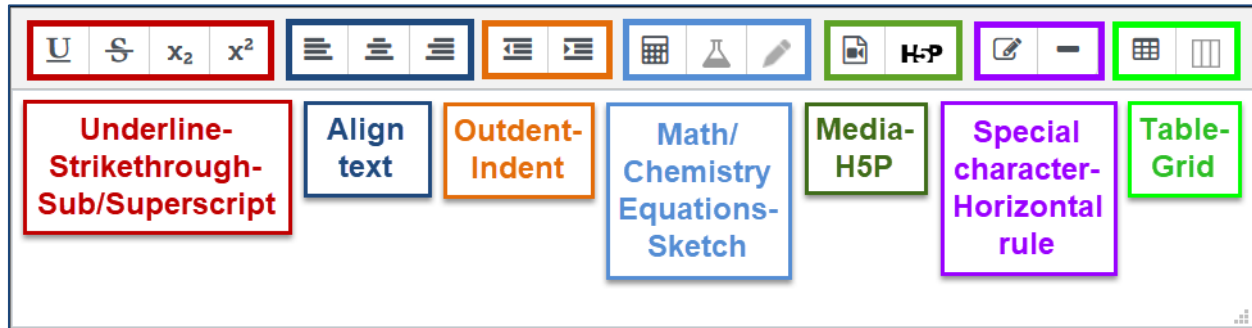 U S x₂ x² H5P
Underline-
Strikethrough-
Sub/Superscript
Align
text
Outdent-
Indent
Math/
Chemistry
Equations-
Sketch
Media-
H5P
Special
character-
Horizontal
rule
Table-
Grid